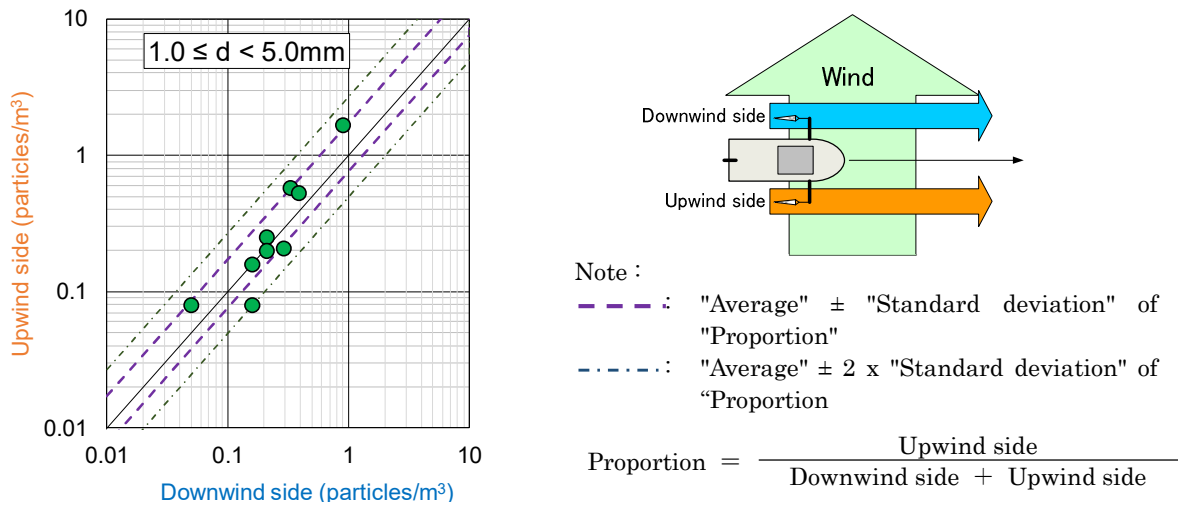 10
1
0.1
0.01
1.0 ≤ d < 5.0mm
Upwind side (particles/m³)
0.01 0.1 1 10
Downwind side (particles/m³)
Wind
Downwind side
Upwind side
Note :
: "Average" ± "Standard deviation" of
"Proportion"
: "Average" ± 2 x "Standard deviation" of
“Proportion
Proportion = Upwind side
Downwind side + Upwind side